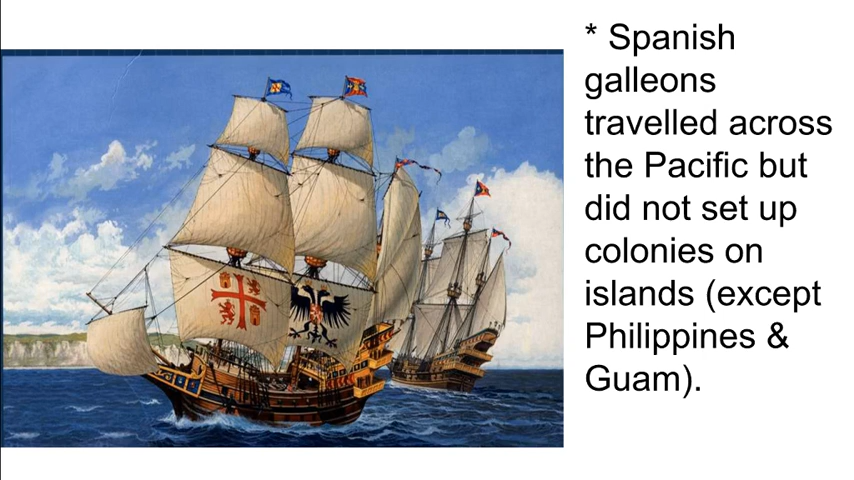 * Spanish
galleons
travelled across
the Pacific but
did not set up
colonies on
islands (except
Philippines &
Guam).